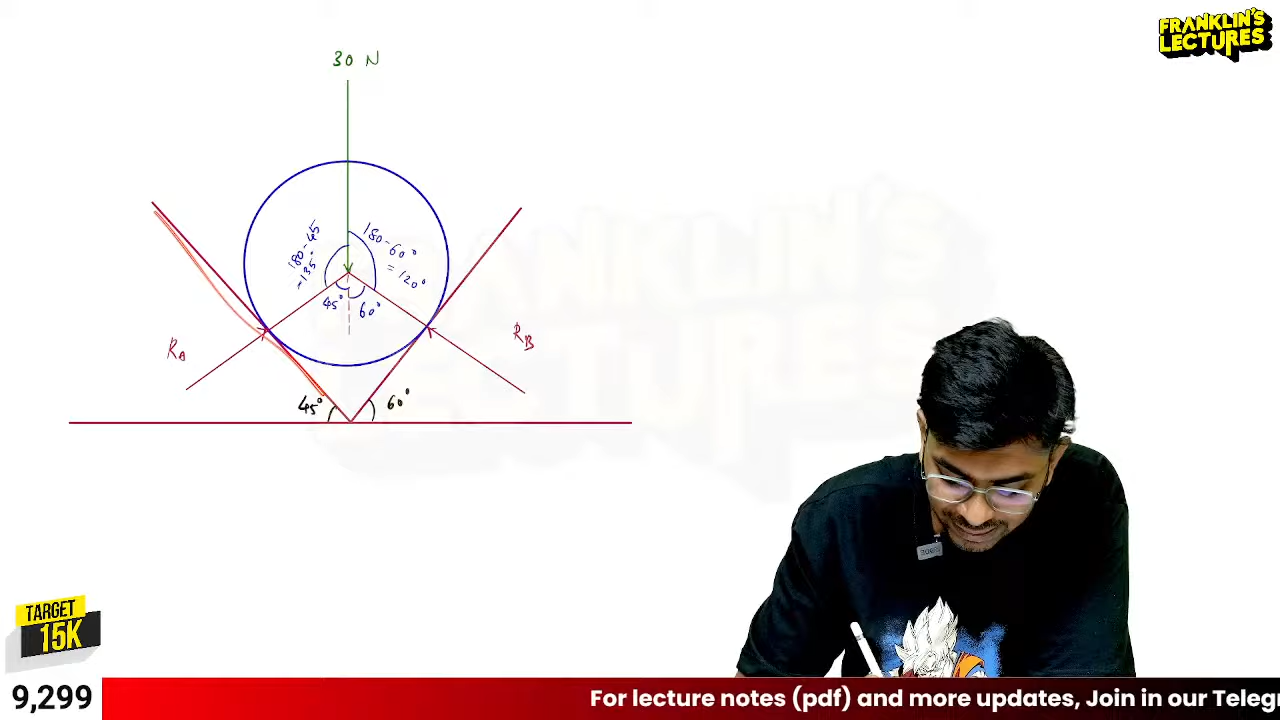 FRANKLIN'S
LECTURES
30 N
180-45
=135°
180-60°
=120°
45°
60°
R_A
R_B
45°
60°
TARGET
15K
9,299
For lecture notes (pdf) and more updates, Join in our Teleg